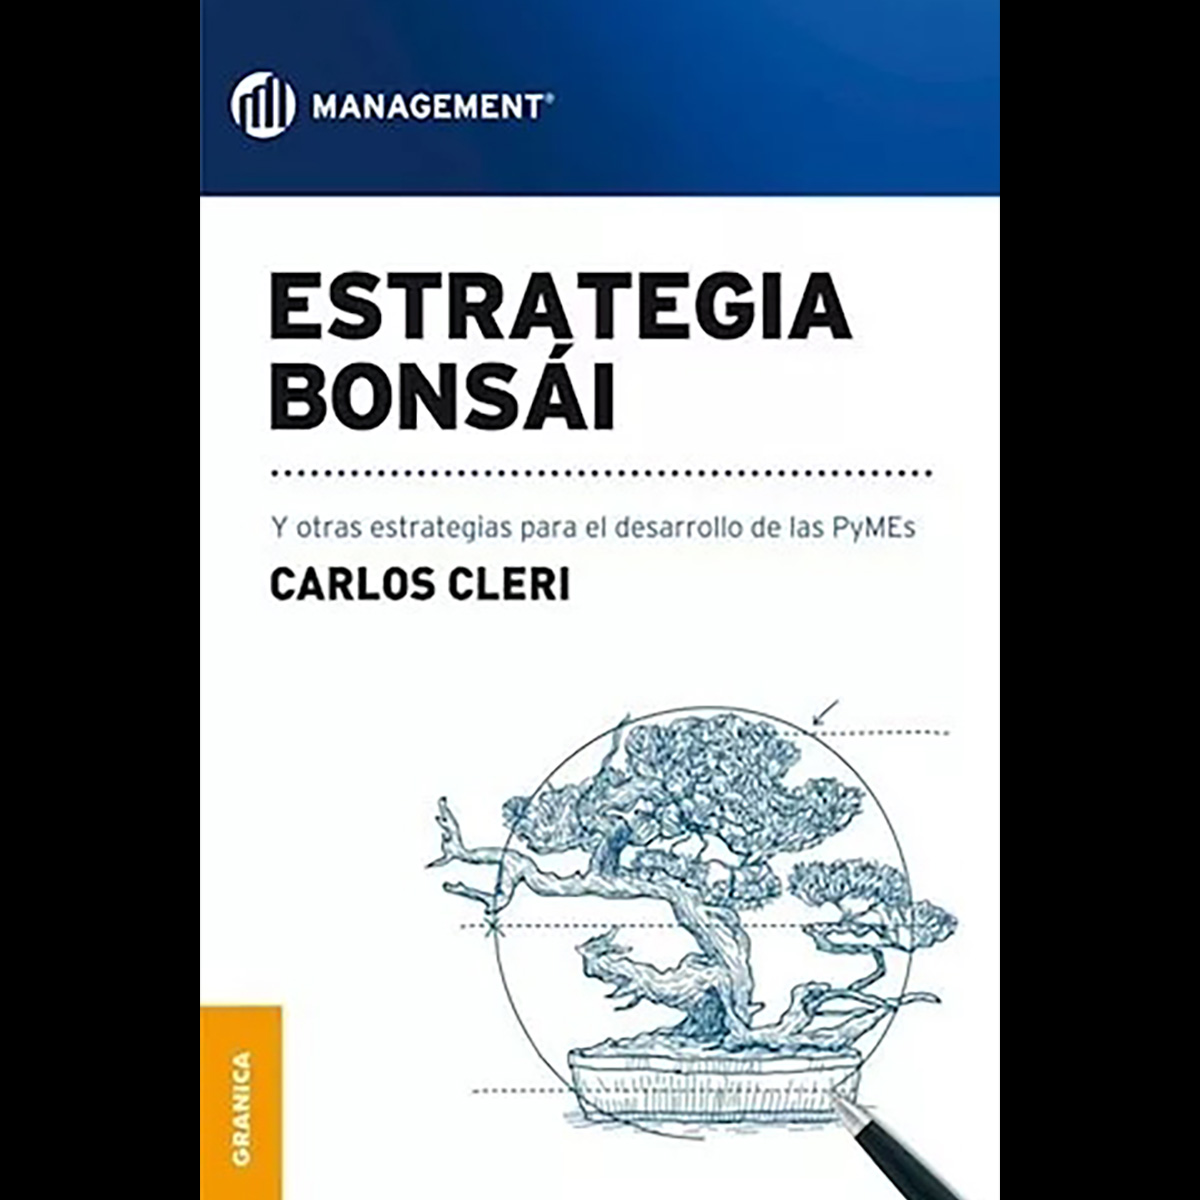 MANAGEMENT®
ESTRATEGIA
BONSÁI
Y otras estrategias para el desarrollo de las PyMEs
CARLOS CLERI
GRANICA